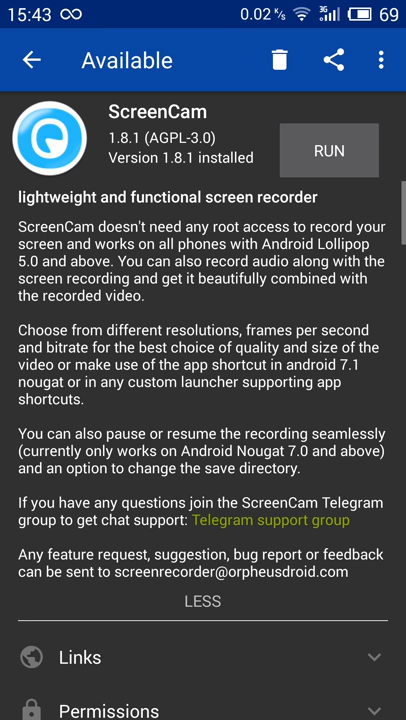 15:43 0.02 K/s 3G 69
Available
ScreenCam
1.8.1 (AGPL-3.0)
Version 1.8.1 installed
RUN
lightweight and functional screen recorder
ScreenCam doesn't need any root access to record your
screen and works on all phones with Android Lollipop
5.0 and above. You can also record audio along with the
screen recording and get it beautifully combined with
the recorded video.
Choose from different resolutions, frames per second
and bitrate for the best choice of quality and size of the
video or make use of the app shortcut in android 7.1
nougat or in any custom launcher supporting app
shortcuts.
You can also pause or resume the recording seamlessly
(currently only works on Android Nougat 7.0 and above)
and an option to change the save directory.
If you have any questions join the ScreenCam Telegram
group to get chat support: Telegram support group
Any feature request, suggestion, bug report or feedback
can be sent to screenrecorder@orpheusdroid.com
LESS
Links
Permissions